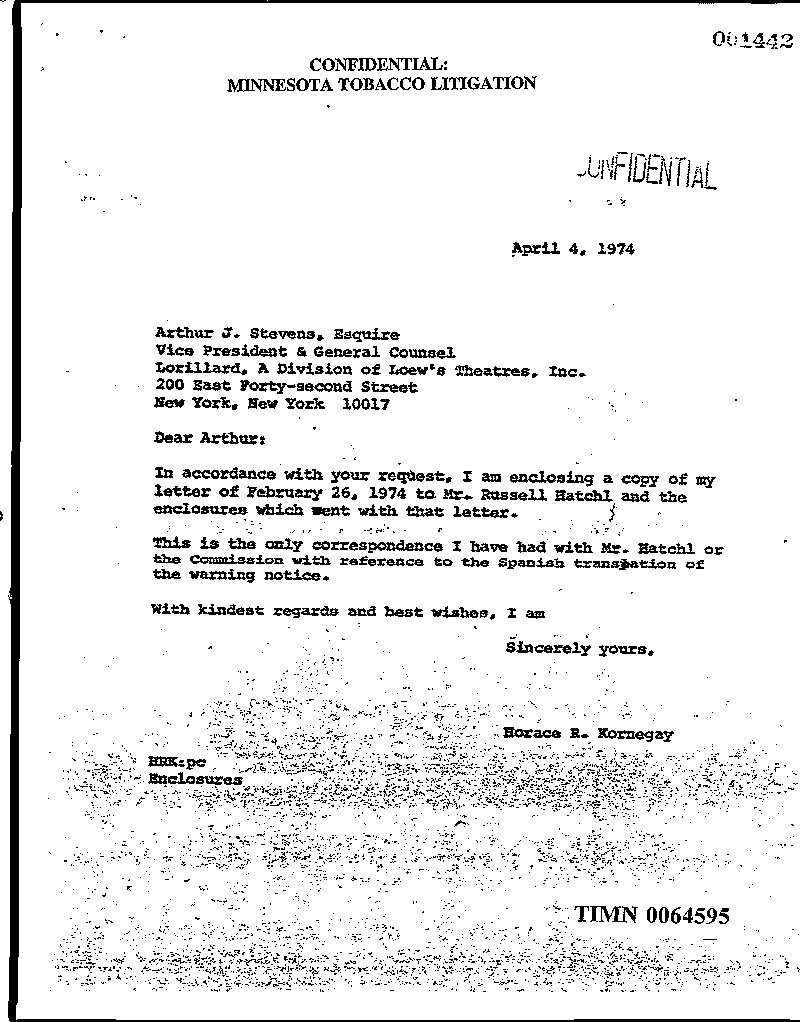 001442
CONFIDENTIAL:
MINNESOTA TOBACCO LITIGATION
CONFIDENTIAL
April 4, 1974
Arthur J. Stevens, Esquire
Vice President & General Counsel
Lorillard, A Division of Loew's Theatres, Inc.
200 East Forty-second Street
New York, New York 10017
Dear Arthur:
In accordance with your request, I am enclosing a copy of my
letter of February 26, 1974 to Mr. Russell Hatchl and the
enclosures which went with that letter.
This is the only correspondence I have had with Mr. Hatchl or
the Commission with reference to the Spanish translation of
the warning notice.
With kindest regards and best wishes, I am
Sincerely yours,
Horace R. Kornegay
HRK:pc
Enclosures
TIMN 0064595